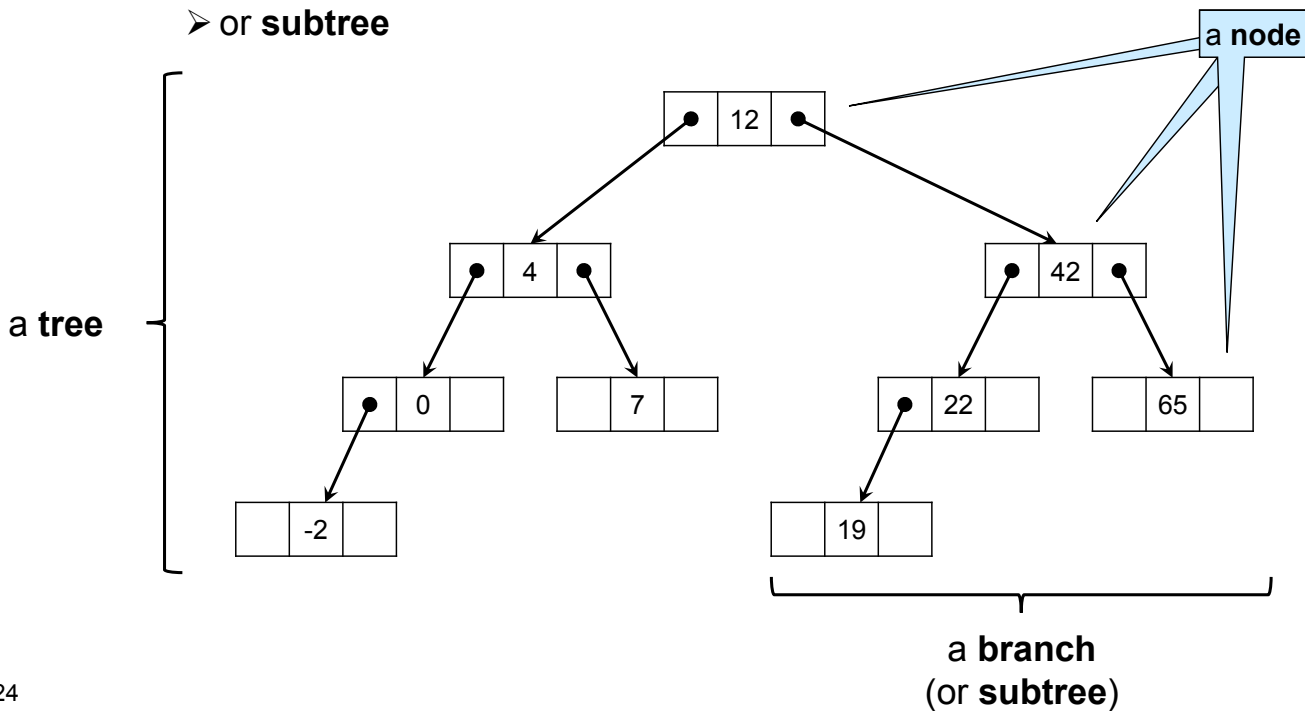 ➢ or subtree
a node
12
4
42
a tree
0
7
22
65
-2
19
a branch
(or subtree)
24